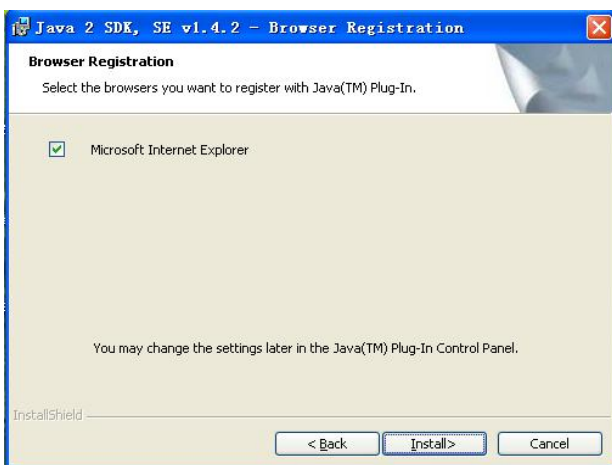 Java 2 SDK, SE v1.4.2 - Browser Registration
Browser Registration
Select the browsers you want to register with Java(TM) Plug-In.
Microsoft Internet Explorer
You may change the settings later in the Java(TM) Plug-In Control Panel.
InstallShield
< Back
Install>
Cancel